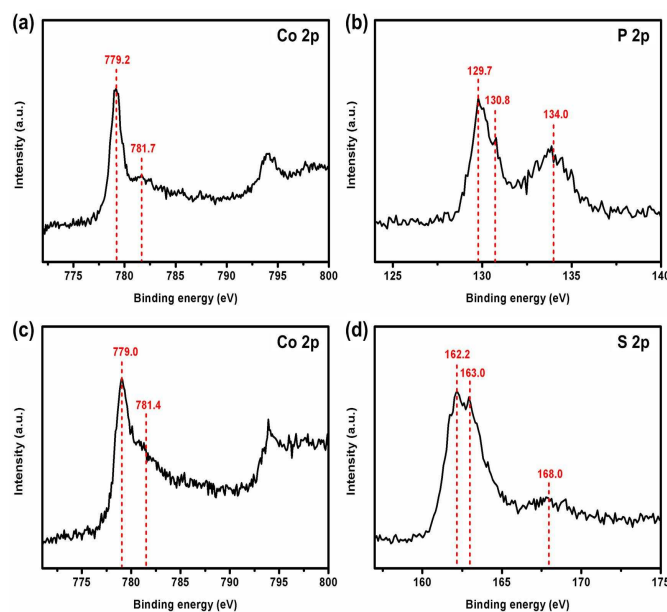 (a)
Co 2p
779.2
781.7
Intensity (a.u.)
775 780 785 790 795 800
Binding energy (eV)
(b)
P 2p
129.7
130.8
134.0
Intensity (a.u.)
125 130 135 140
Binding energy (eV)
(c)
Co 2p
779.0
781.4
Intensity (a.u.)
775 780 785 790 795 800
Binding energy (eV)
(d)
S 2p
162.2
163.0
168.0
Intensity (a.u.)
160 165 170 175
Binding energy (eV)